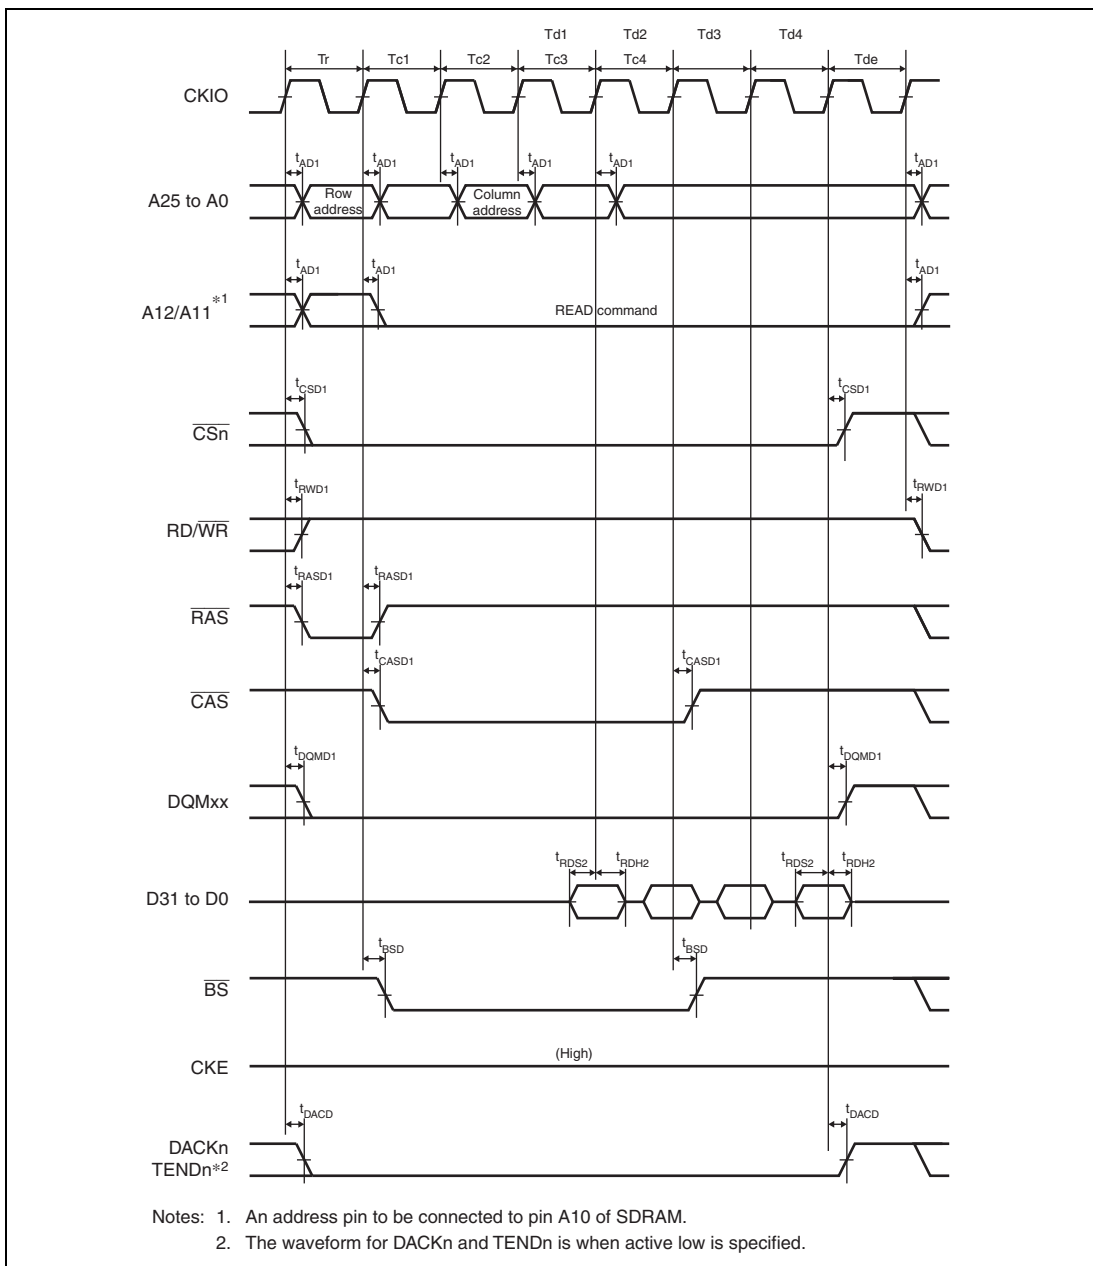 Td1 Td2 Td3 Td4
Tr Tc1 Tc2 Tc3 Tc4 Tde
CKIO
tAD1 tAD1 tAD1 tAD1 tAD1 tAD1
A25 to A0
Row address
Column address
tAD1 tAD1 tAD1
A12/A11*1
READ command
tCSD1 tCSD1
CSn
tRWD1 tRWD1
RD/WR
tRASD1 tRASD1
RAS
tCASD1 tCASD1
CAS
tDQMD1 tDQMD1
DQMxx
tRDS2 tRDH2 tRDS2 tRDH2
D31 to D0
tBSD tBSD
BS
(High)
CKE
tDACD tDACD
DACKn
TENDn*2
Notes: 1. An address pin to be connected to pin A10 of SDRAM.
2. The waveform for DACKn and TENDn is when active low is specified.